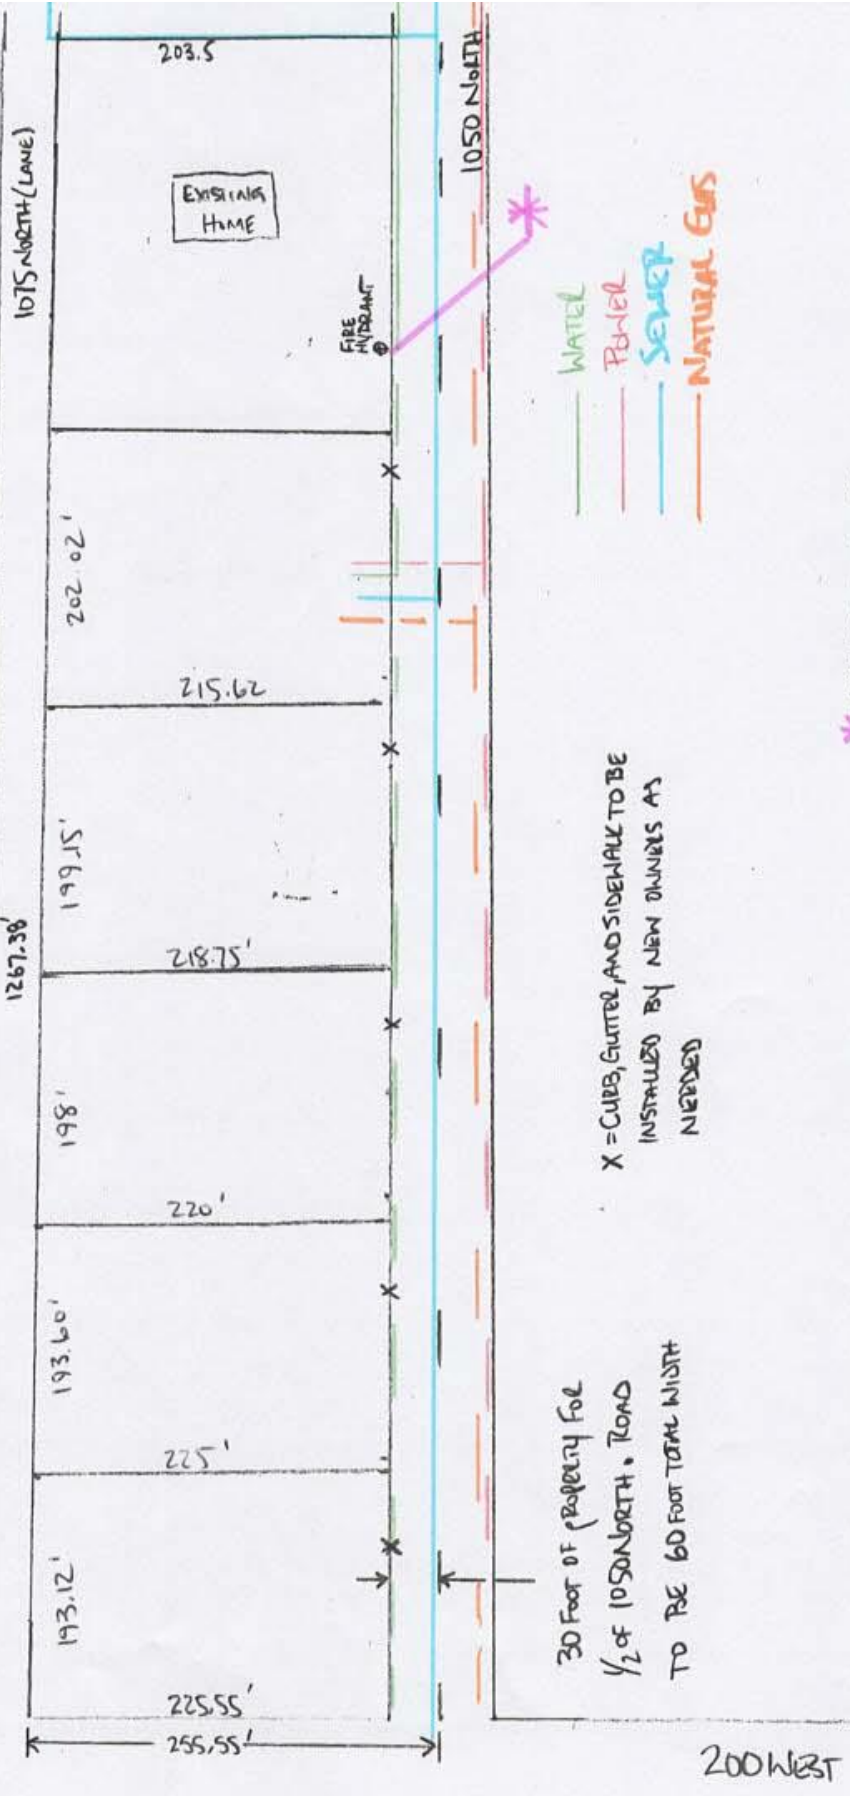 203.5
1050 NORTH
1075 NORTH (LANE)
EXISTING
HOME
FIRE
HYDRANT
WATER
POWER
SEWER
NATURAL GAS
202.02'
215.62
199.15'
218.75'
1267.38'
198'
220'
193.60'
225'
193.12'
225.55'
255.55'
X = CURB, GUTTER, AND SIDEWALK TO BE
INSTALLED BY NEW OWNERS AS
NEEDED
30 FOOT OF PROPERTY FOR
1/2 OF 1050 NORTH. ROAD
TO BE 60 FOOT TOTAL WIDTH
200 WEST